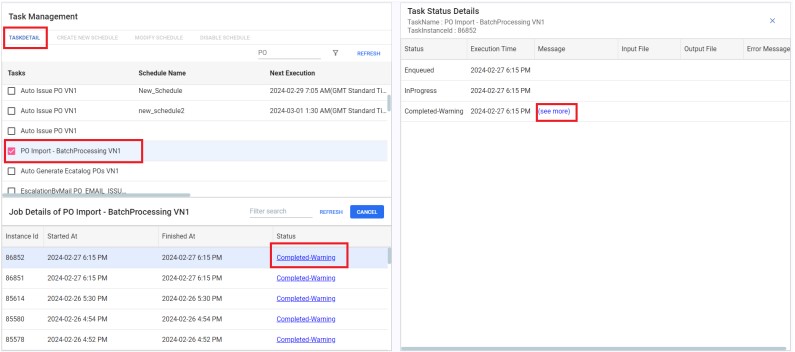 Task Management
TASKDETAIL CREATE NEW SCHEDULE MODIFY SCHEDULE DISABLE SCHEDULE
PO REFRESH
Tasks Schedule Name Next Execution
Auto Issue PO VN1 New_Schedule 2024-02-29 7:05 AM(GMT Standard Ti...
Auto Issue PO VN1 new_schedule2 2024-03-01 1:30 AM(GMT Standard Ti...
Auto Issue PO VN1
PO Import - BatchProcessing VN1
Auto Generate Ecatalog POs VN1
EscalationByMail PO_EMAIL_ISSU...
Job Details of PO Import - BatchProcessing VN1 Filter search REFRESH CANCEL
Instance Id Started At Finished At Status
86852 2024-02-27 6:15 PM 2024-02-27 6:15 PM Completed-Warning
86851 2024-02-27 6:15 PM 2024-02-27 6:15 PM Completed-Warning
85614 2024-02-26 5:30 PM 2024-02-26 5:30 PM Completed-Warning
85580 2024-02-26 4:54 PM 2024-02-26 4:54 PM Completed-Warning
85578 2024-02-26 4:52 PM 2024-02-26 4:52 PM Completed-Warning
Task Status Details
TaskName : PO Import - BatchProcessing VN1
TaskInstanceId : 86852
Status Execution Time Message Input File Output File Error Message
Enqueued 2024-02-27 6:15 PM
InProgress 2024-02-27 6:15 PM
Completed-Warning 2024-02-27 6:15 PM (see more)